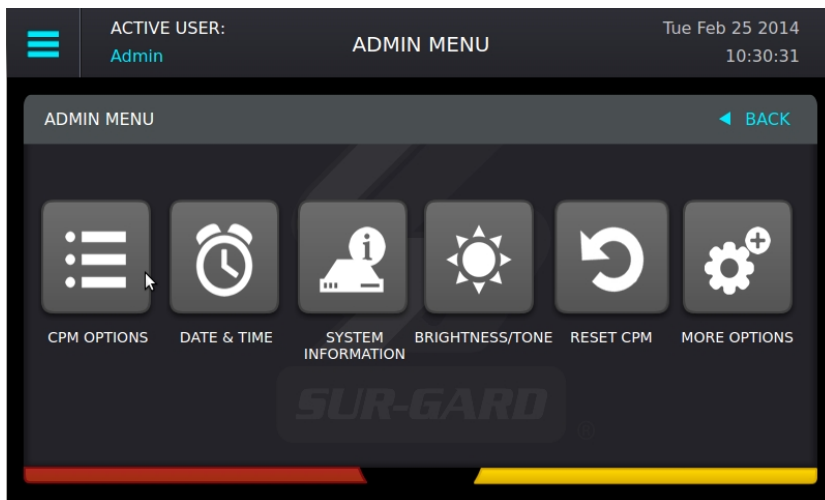 ACTIVE USER:
Admin
ADMIN MENU
Tue Feb 25 2014
10:30:31
ADMIN MENU
BACK
CPM OPTIONS
DATE & TIME
SYSTEM
INFORMATION
BRIGHTNESS/TONE
RESET CPM
MORE OPTIONS
SUR-GARD
®